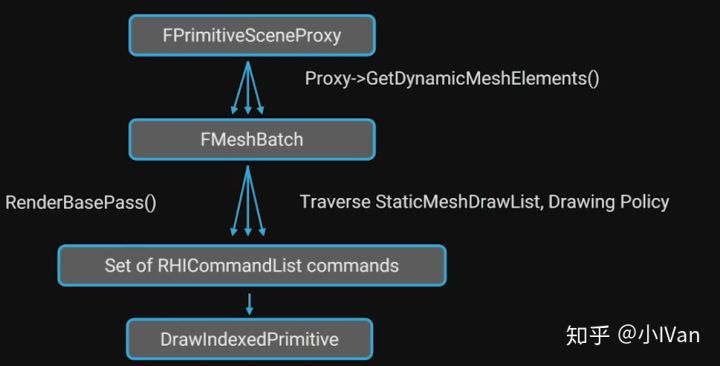 FPrimitiveSceneProxy
Proxy->GetDynamicMeshElements()
FMeshBatch
RenderBasePass()
Traverse StaticMeshDrawList, Drawing Policy
Set of RHICommandList commands
DrawIndexedPrimitive
知乎 @小IVan